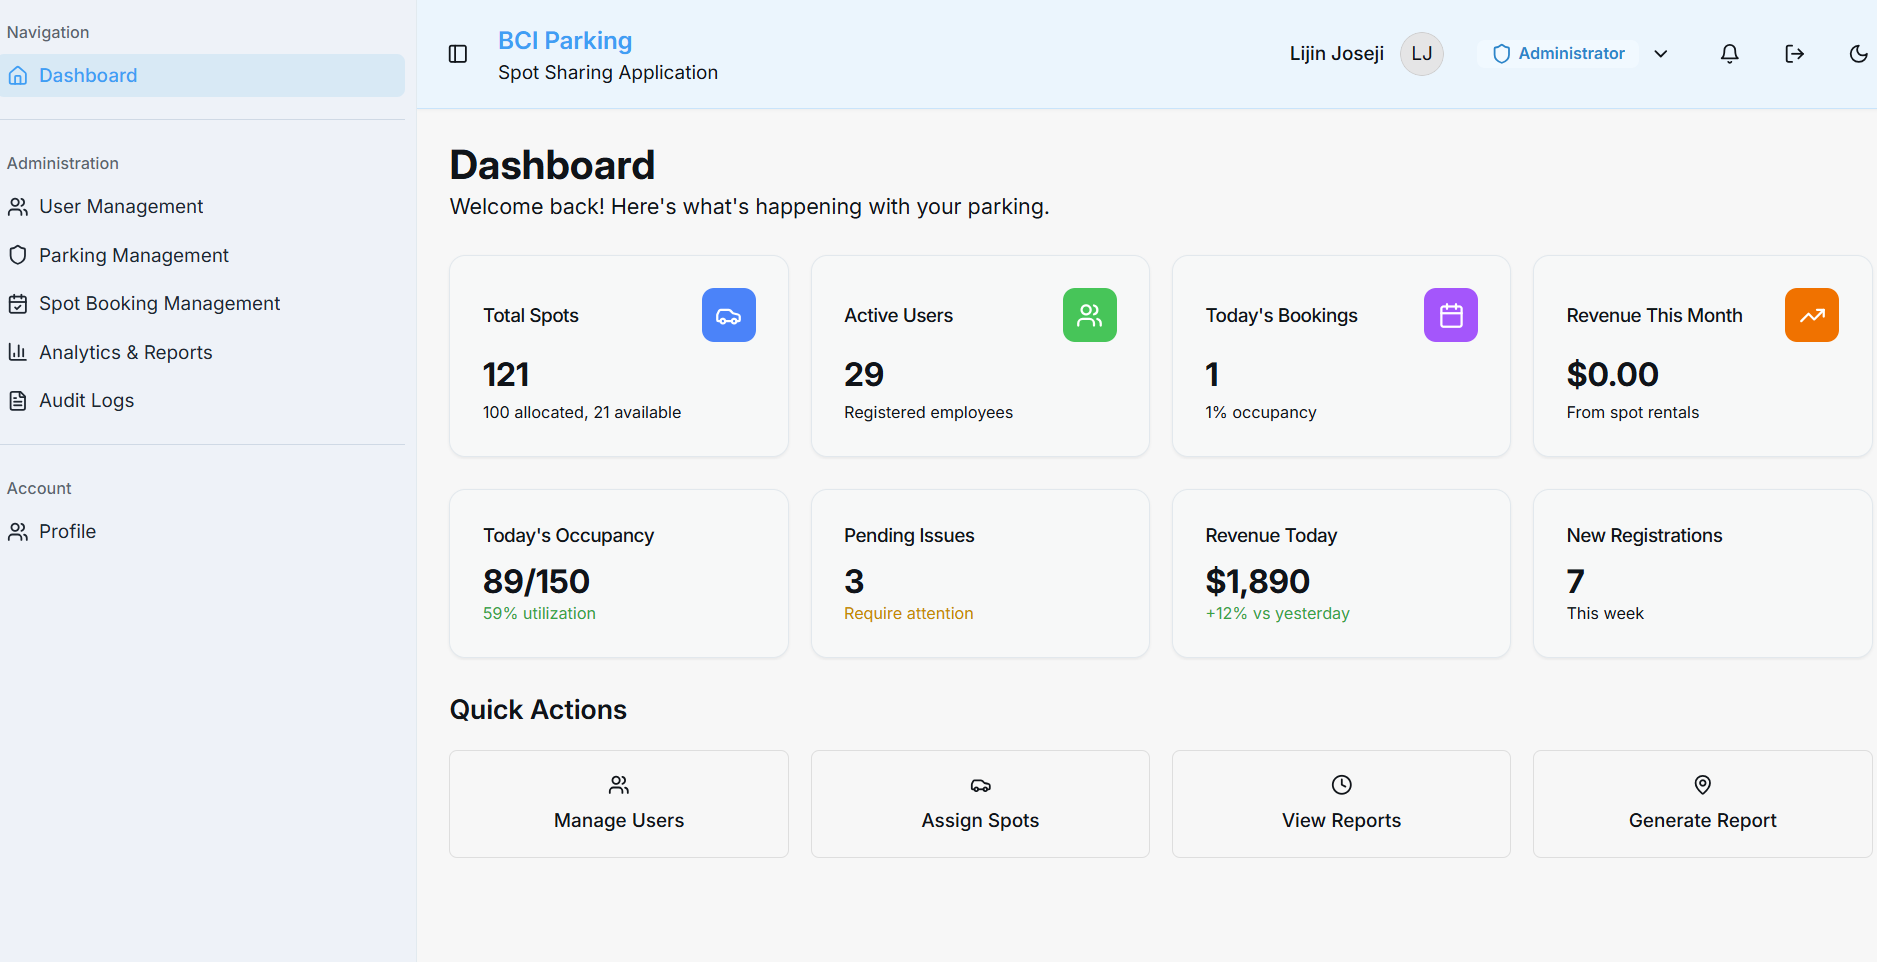 Navigation
Dashboard
Administration
User Management
Parking Management
Spot Booking Management
Analytics & Reports
Audit Logs
Account
Profile
BCI Parking
Spot Sharing Application
Lijin Joseji
LJ
Administrator
Dashboard
Welcome back! Here's what's happening with your parking.
Total Spots
121
100 allocated, 21 available
Active Users
29
Registered employees
Today's Bookings
1
1% occupancy
Revenue This Month
$0.00
From spot rentals
Today's Occupancy
89/150
59% utilization
Pending Issues
3
Require attention
Revenue Today
$1,890
+12% vs yesterday
New Registrations
7
This week
Quick Actions
Manage Users
Assign Spots
View Reports
Generate Report